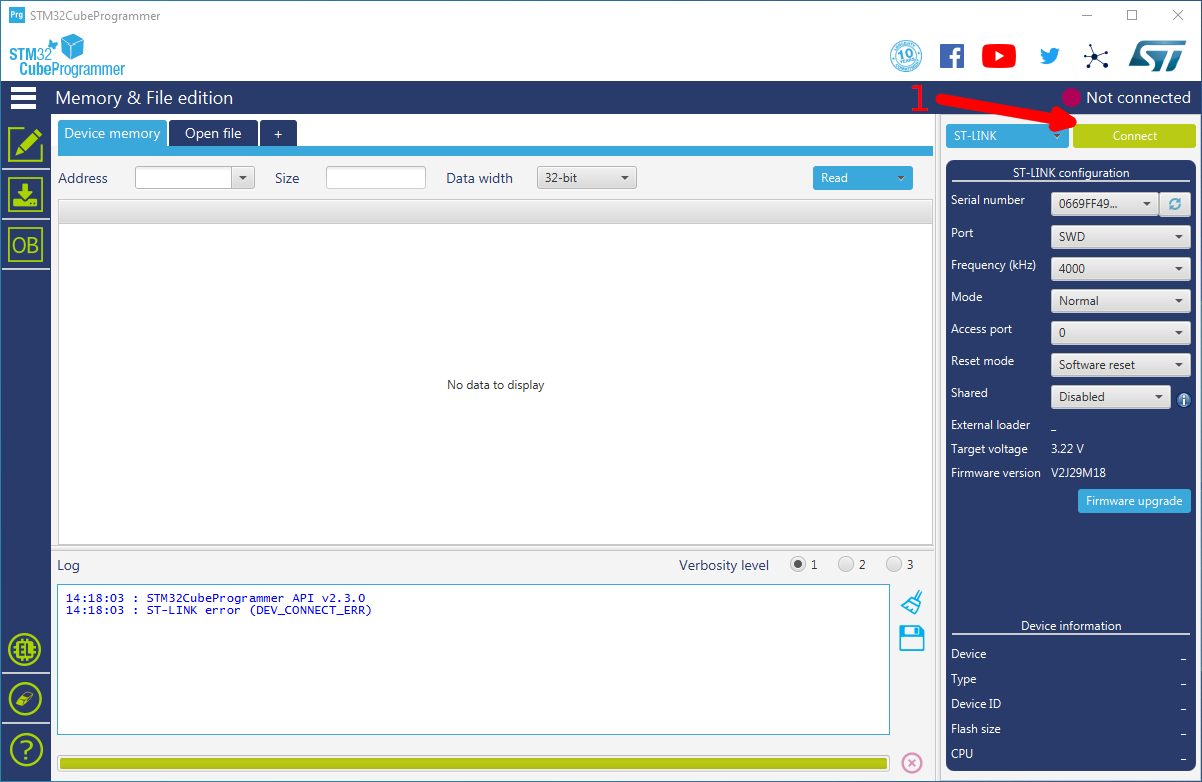 Prg STM32CubeProgrammer
STM32
CubeProgrammer
10 YEARS
ST
Memory & File edition
1
Not connected
Device memory
Open file
+
ST-LINK
Connect
Address
Size
Data width
32-bit
Read
ST-LINK configuration
Serial number 0669FF49...
Port SWD
Frequency (kHz) 4000
Mode Normal
Access port 0
Reset mode Software reset
Shared Disabled
External loader _
Target voltage 3.22 V
Firmware version V2J29M18
Firmware upgrade
OB
No data to display
Log
Verbosity level 1 2 3
14:18:03 : STM32CubeProgrammer API v2.3.0
14:18:03 : ST-LINK error (DEV_CONNECT_ERR)
EL
?
Device information
Device _
Type _
Device ID _
Flash size _
CPU _